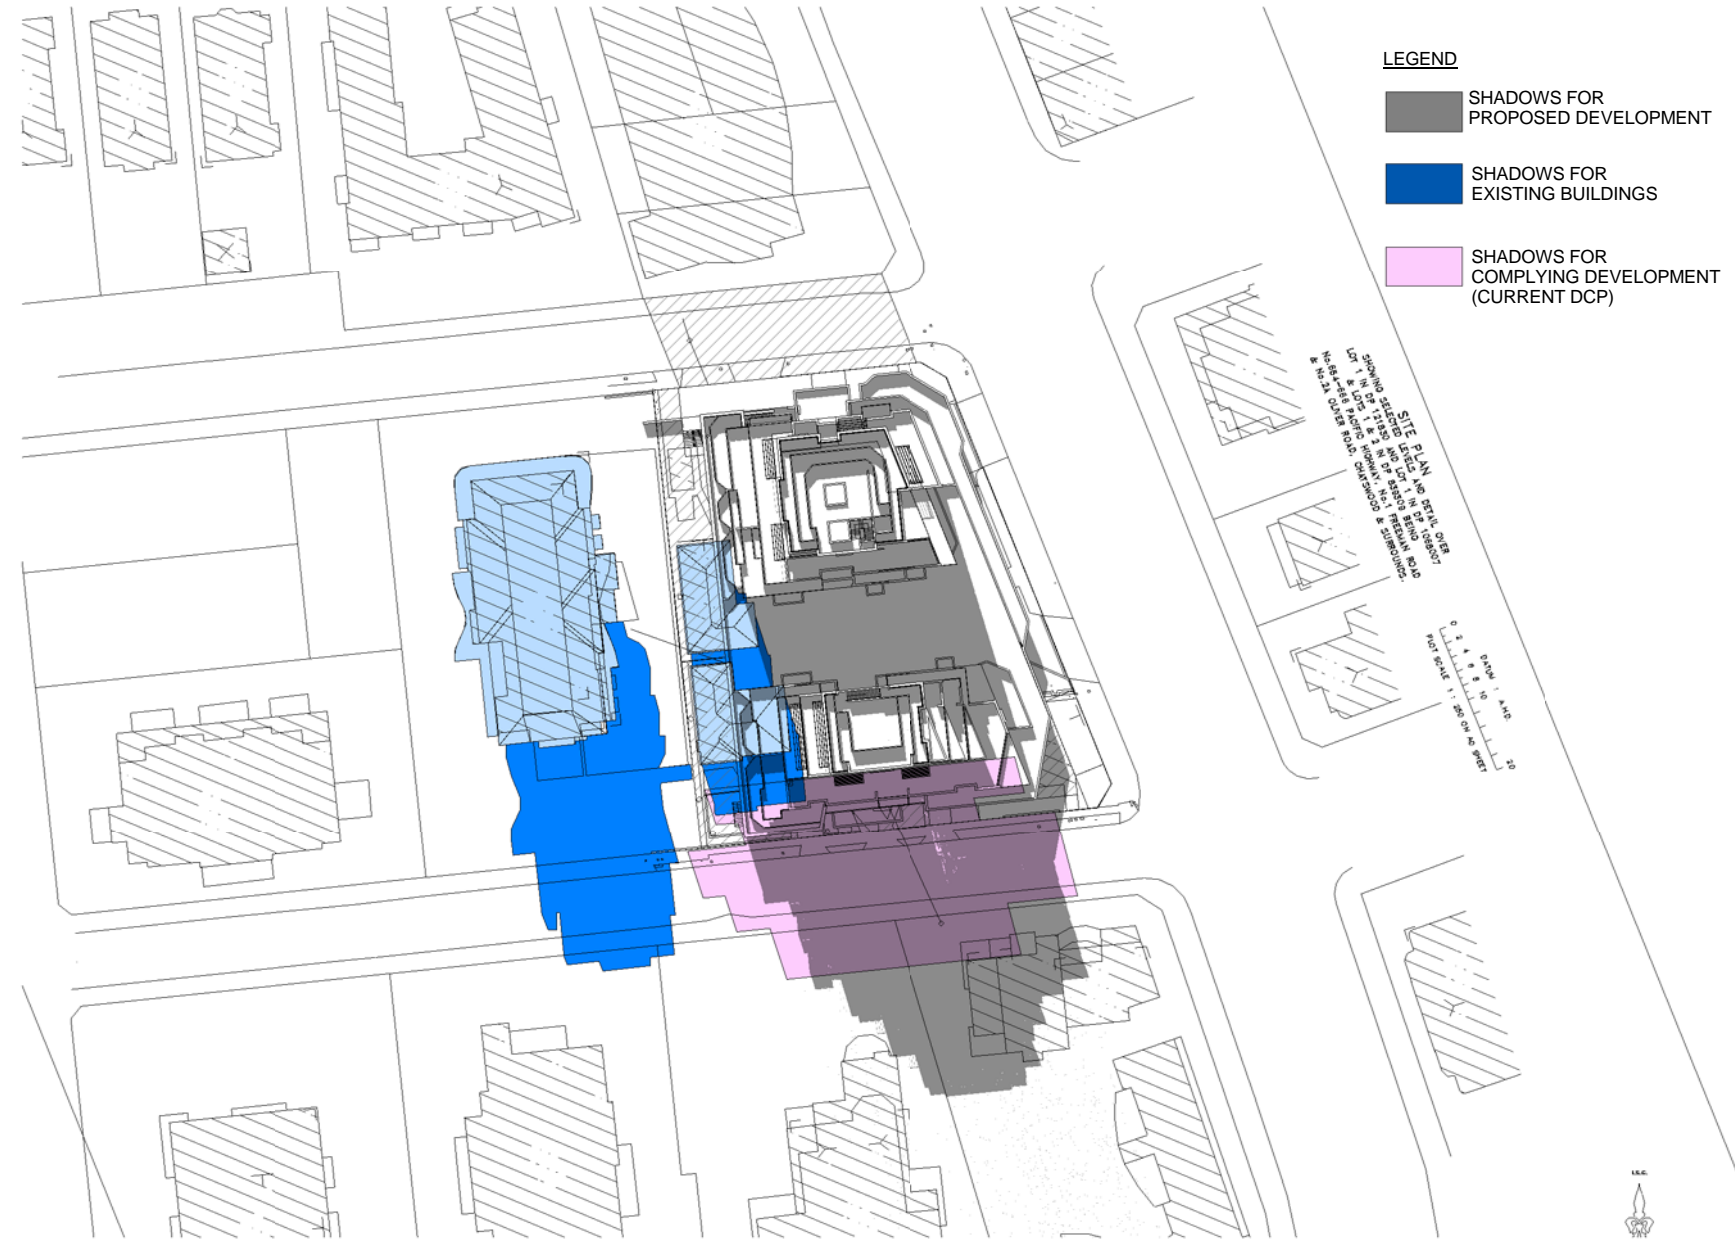 LEGEND
SHADOWS FOR
PROPOSED DEVELOPMENT
SHADOWS FOR
EXISTING BUILDINGS
SHADOWS FOR
COMPLYING DEVELOPMENT
(CURRENT DCP)
SITE PLAN
SHOWING SELECTED LEVELS AND DETAIL OVER
LOT 1 IN DP 121830 AND LOT 1 IN DP 1068007
& LOTS 1 & 2 IN DP 839309 BEING
No.684-686 PACIFIC HIGHWAY, No.1 FREEMAN ROAD
& No.2A OLIVER ROAD, CHATSWOOD & SURROUNDS.
DATUM : A.H.D.
0 2 4 6 8 10 20
PLOT SCALE 1 : 250 ON A0 SHEET